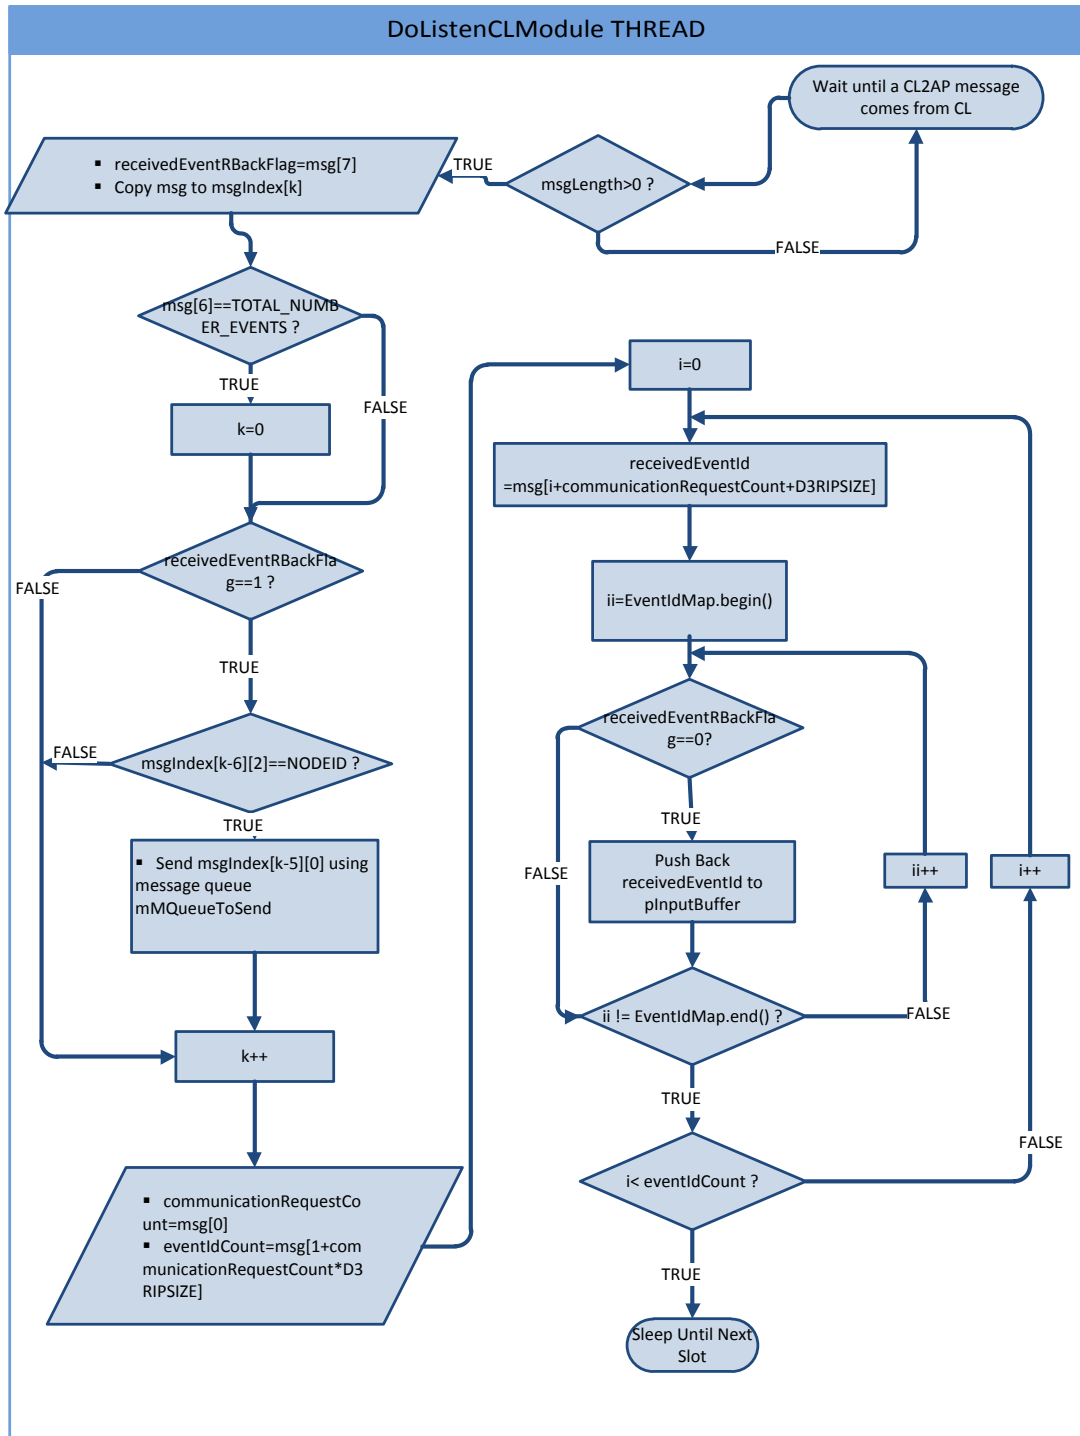 DoListenCLModule THREAD
Wait until a CL2AP message
comes from CL
msgLength>0 ?
TRUE
FALSE
▪ receivedEventRBackFlag=msg[7]
▪ Copy msg to msgIndex[k]
msg[6]==TOTAL_NUMB
ER_EVENTS ?
TRUE
FALSE
k=0
receivedEventRBackFla
g==1 ?
FALSE
TRUE
msgIndex[k-6][2]==NODEID ?
FALSE
TRUE
▪ Send msgIndex[k-5][0] using
message queue
mMQueueToSend
k++
▪ communicationRequestCo
unt=msg[0]
▪ eventIdCount=msg[1+com
municationRequestCount*D3
RIPSIZE]
i=0
receivedEventId
=msg[i+communicationRequestCount+D3RIPSIZE]
ii=EventIdMap.begin()
receivedEventRBackFla
g==0?
TRUE
FALSE
Push Back
receivedEventId to
pInputBuffer
ii++
i++
ii != EventIdMap.end() ?
FALSE
TRUE
i< eventIdCount ?
FALSE
TRUE
Sleep Until Next
Slot